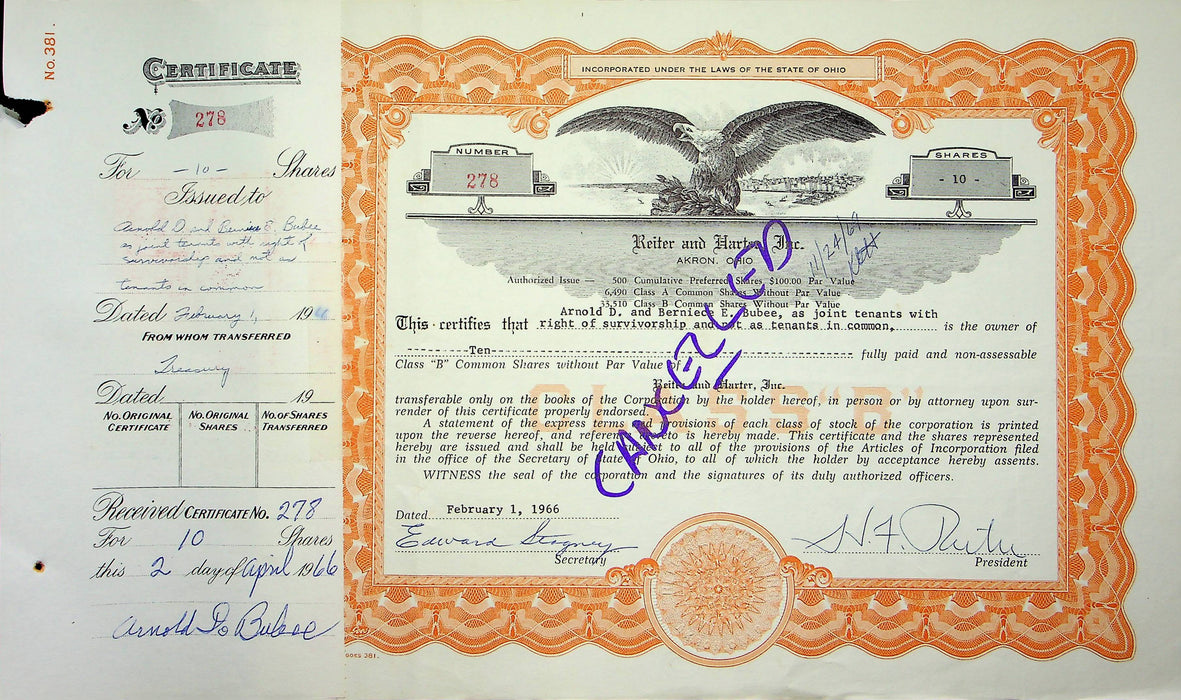 No. 381
CERTIFICATE
No 278
For -10- Shares
Issued to
Arnold D. and Berniece E. Bubee
as joint tenants with right of
survivorship and not as
tenants in common
Dated February 1, 19
FROM WHOM TRANSFERRED
Treasury
Dated 19
NO. ORIGINAL CERTIFICATE NO. ORIGINAL SHARES NO. OF SHARES TRANSFERRED
Received CERTIFICATE No. 278
For 10 Shares
this 2 day of April 1966
Arnold D. Bubee
INCORPORATED UNDER THE LAWS OF THE STATE OF OHIO
NUMBER
278
SHARES
- 10 -
Reiter and Harter, Inc.
AKRON, OHIO
Authorized Issue — 500 Cumulative Preferred Shares $100.00 Par Value
6,490 Class A Common Shares Without Par Value
33,510 Class B Common Shares Without Par Value
Arnold D. and Berniece E. Bubee, as joint tenants with
This certifies that right of survivorship and not as tenants in common, is the owner of
Ten fully paid and non-assessable
Class "B" Common Shares without Par Value of
Reiter and Harter, Inc.
CLASS "B"
transferable only on the books of the Corporation by the holder hereof, in person or by attorney upon sur-
render of this certificate properly endorsed.
A statement of the express terms and provisions of each class of stock of the corporation is printed
upon the reverse hereof, and reference thereto is hereby made. This certificate and the shares represented
hereby are issued and shall be held subject to all of the provisions of the Articles of Incorporation filed
in the office of the Secretary of State of Ohio, to all of which the holder by acceptance hereby assents.
WITNESS the seal of the corporation and the signatures of its duly authorized officers.
CANCELLED
11/24/69
Dated February 1, 1966
Edward Stagney
Secretary
H. F. Reiter
President
GOES 381.